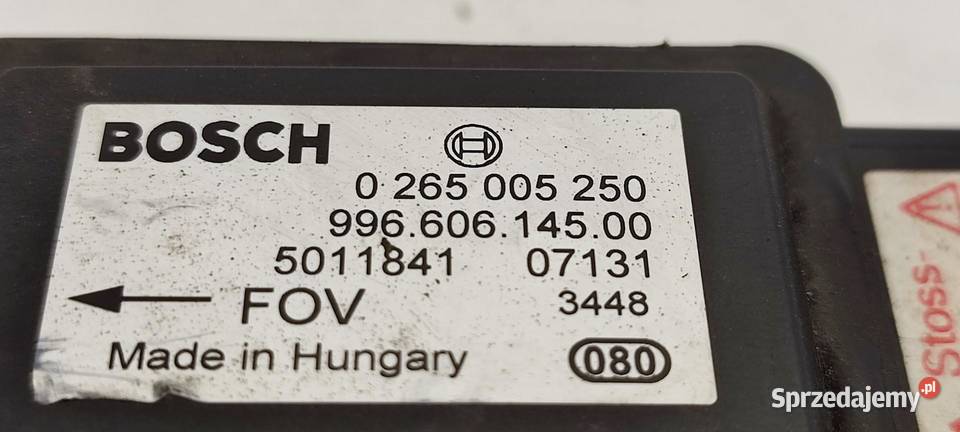 BOSCH
0 265 005 250
996.606.145.00
5011841 07131
FOV 3448
Made in Hungary 080
Stoss-
Sprzedajemy.pl